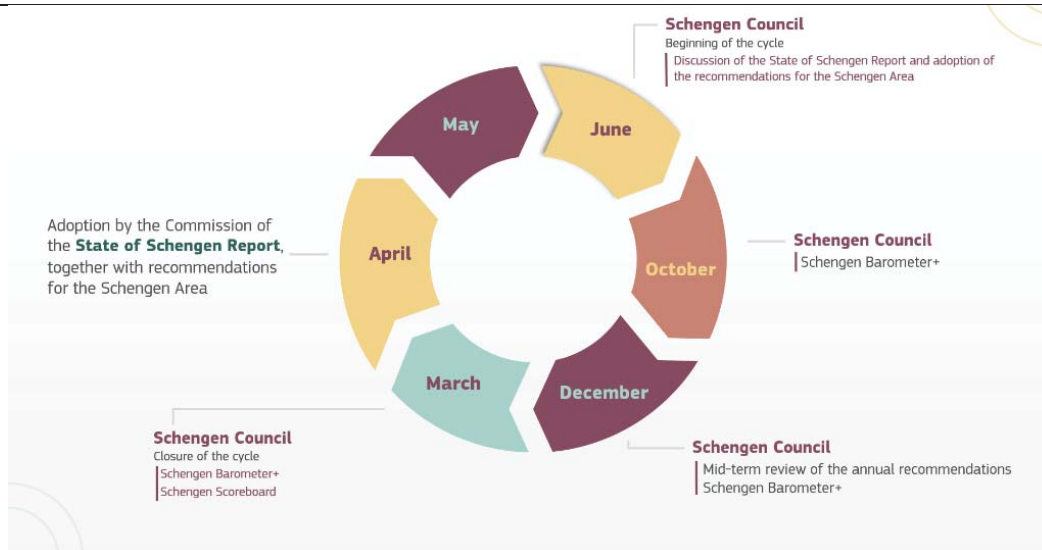 Schengen Council
Beginning of the cycle
Discussion of the State of Schengen Report and adoption of
the recommendations for the Schengen Area
May
June
Adoption by the Commission of
the State of Schengen Report,
together with recommendations
for the Schengen Area
April
October
Schengen Council
Schengen Barometer+
March
December
Schengen Council
Closure of the cycle
Schengen Barometer+
Schengen Scoreboard
Schengen Council
Mid-term review of the annual recommendations
Schengen Barometer+